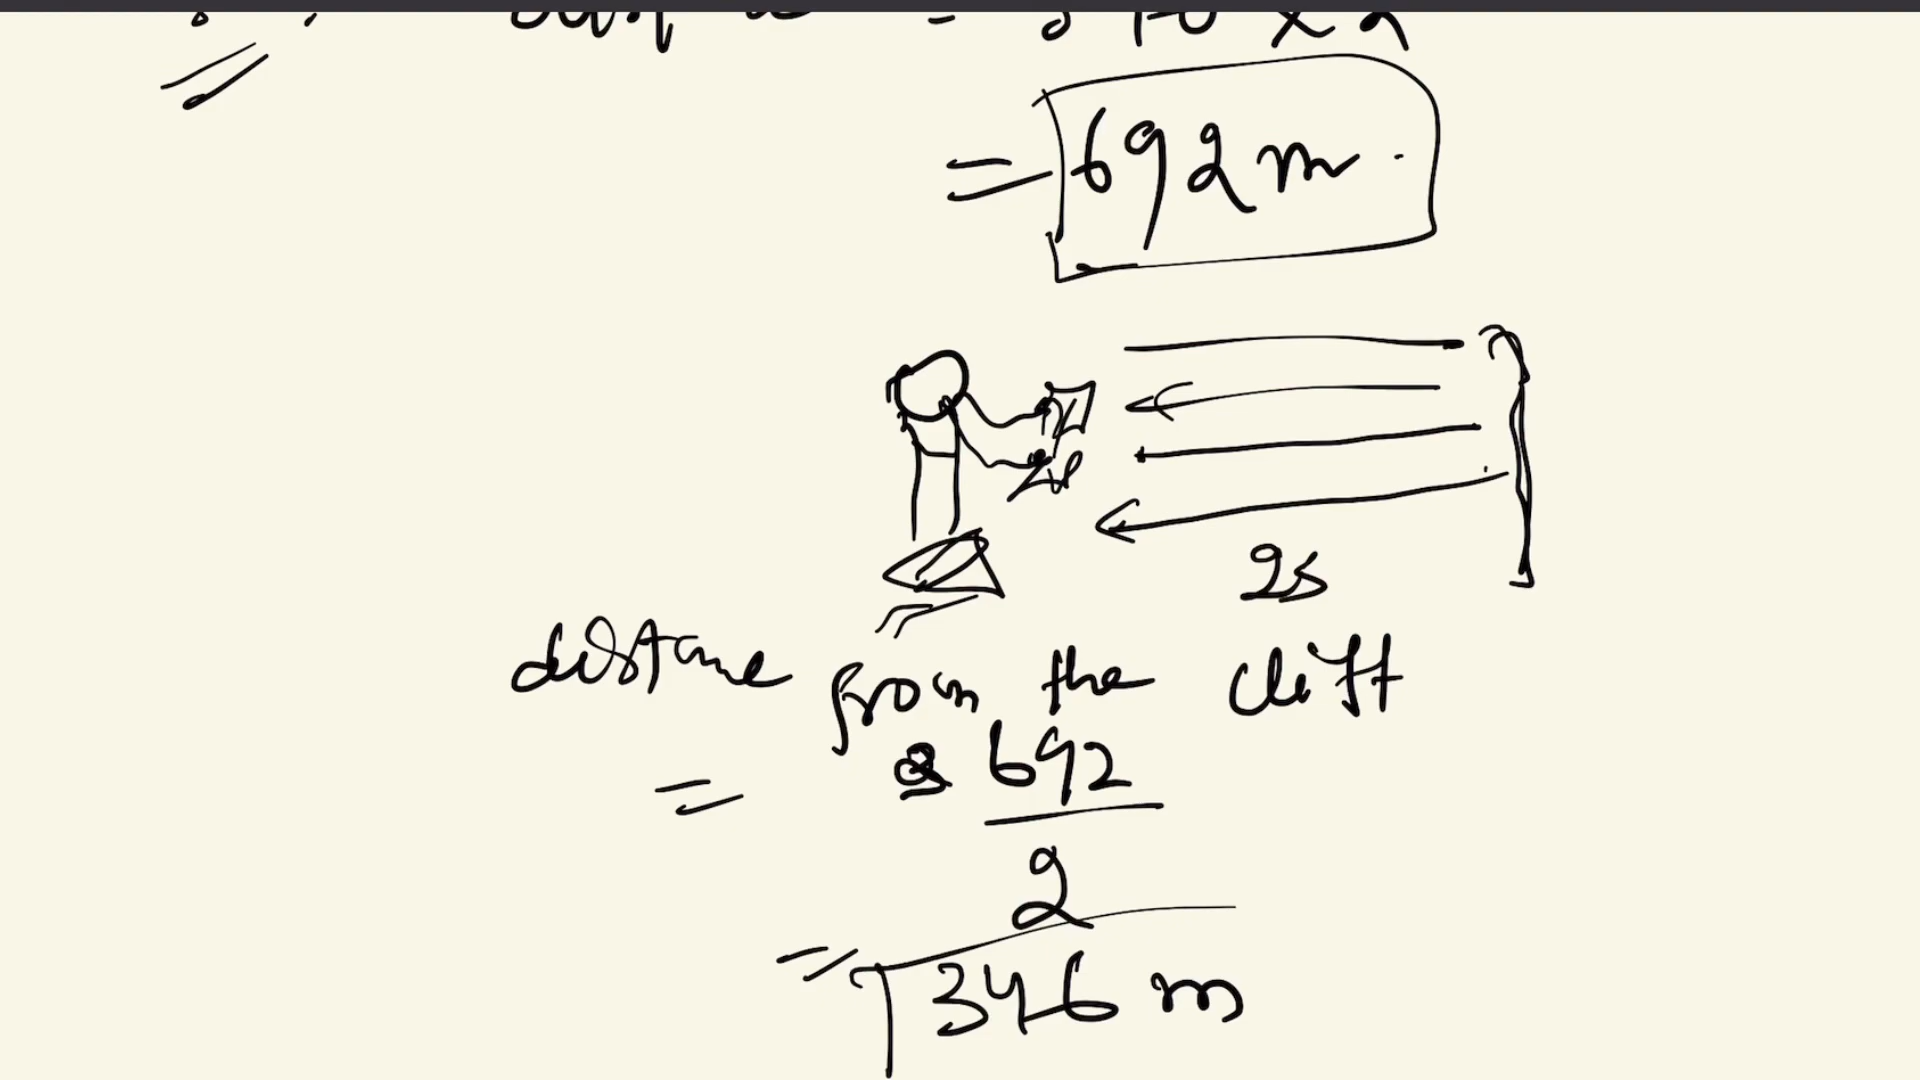 = 692 m.
2s
distance from the cliff
= 692
2
= 346 m